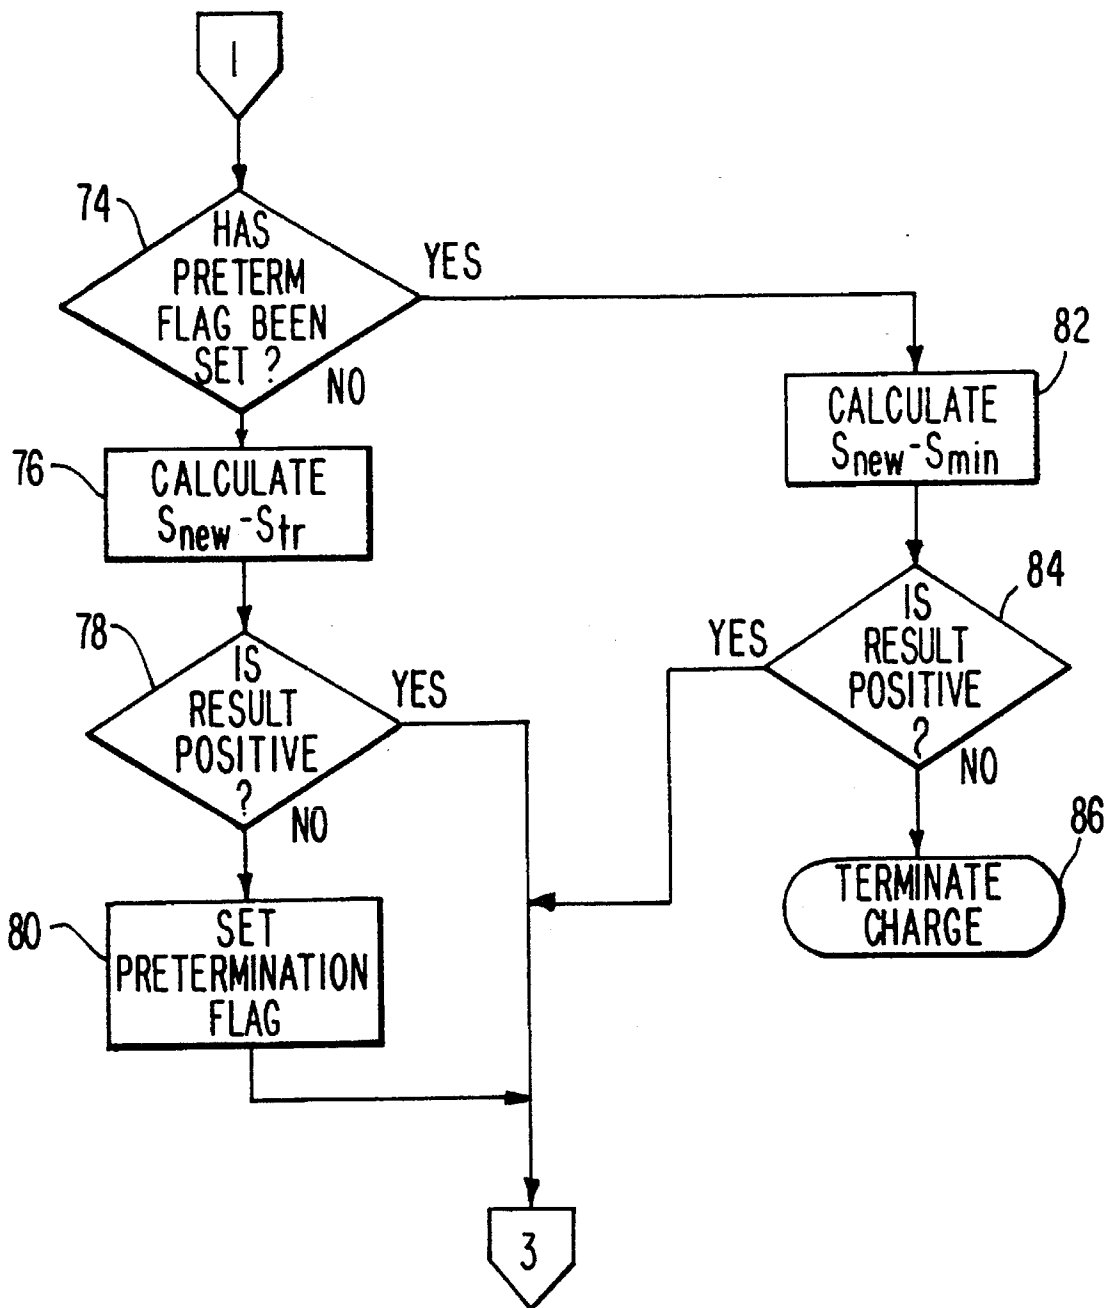 1
74
HAS
PRETERM
FLAG BEEN
SET ?
YES
NO
76
CALCULATE
Snew - Str
78
IS
RESULT
POSITIVE
?
YES
NO
80
SET
PRETERMINATION
FLAG
82
CALCULATE
Snew - Smin
84
IS
RESULT
POSITIVE
?
YES
NO
86
TERMINATE
CHARGE
3